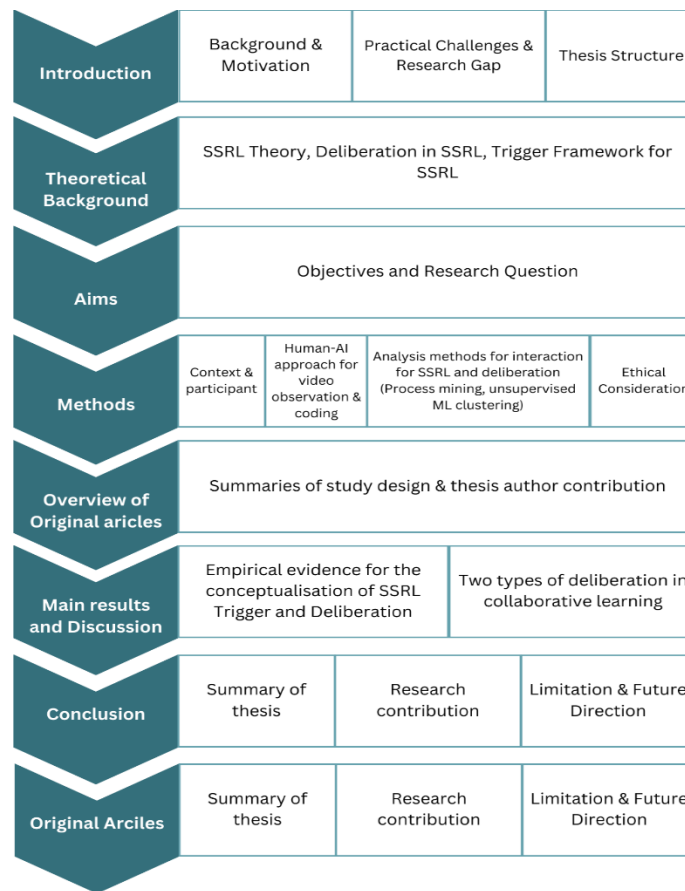 Introduction
Background &
Motivation
Practical Challenges &
Research Gap
Thesis Structure
Theoretical
Background
SSRL Theory, Deliberation in SSRL, Trigger Framework for
SSRL
Aims
Objectives and Research Question
Methods
Context &
participant
Human-AI
approach for
video
observation &
coding
Analysis methods for interaction
for SSRL and deliberation
(Process mining, unsupervised
ML clustering)
Ethical
Consideration
Overview of
Original aricles
Summaries of study design & thesis author contribution
Main results
and Discussion
Empirical evidence for the
conceptualisation of SSRL
Trigger and Deliberation
Two types of deliberation in
collaborative learning
Conclusion
Summary of
thesis
Research
contribution
Limitation & Future
Direction
Original Arciles
Summary of
thesis
Research
contribution
Limitation & Future
Direction